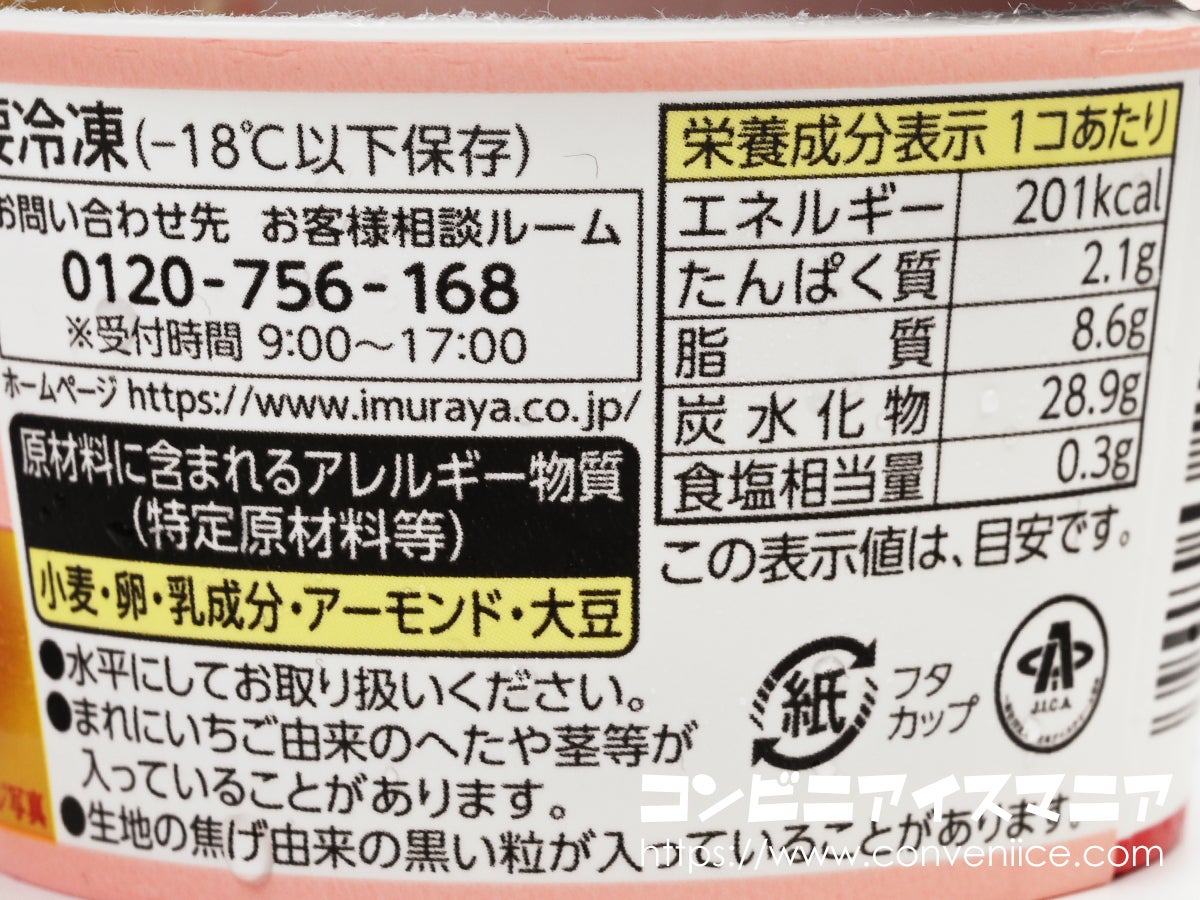 要冷凍(-18℃以下保存)
お問い合わせ先 お客様相談ルーム
0120-756-168
※受付時間 9:00～17:00
ホームページ https://www.imuraya.co.jp/
原材料に含まれるアレルギー物質
(特定原材料等)
小麦・卵・乳成分・アーモンド・大豆
●水平にしてお取り扱いください。
●まれにいちご由来のへたや茎等が
入っていることがあります。
●生地の焦げ由来の黒い粒が入っていることがあります。
栄養成分表示 1コあたり
エネルギー 201kcal
たんぱく質 2.1g
脂質 8.6g
炭水化物 28.9g
食塩相当量 0.3g
この表示値は、目安です。
紙
フタ
カップ
J.I.C.A
写真
コンビニアイスマニア
https://www.conveniice.com